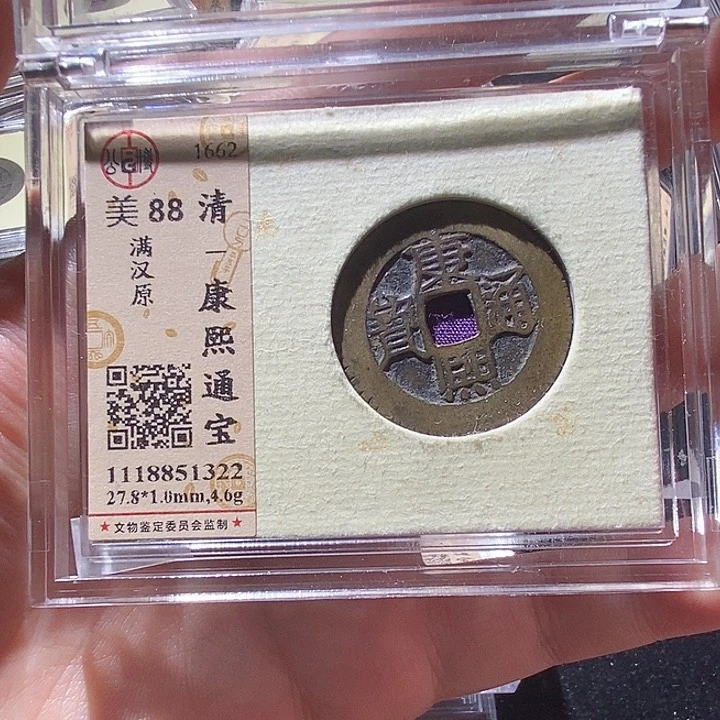 1662
美 88
清－康熙通宝
满汉原
1118851322
27.8*1.6mm,4.6g
★文物鉴定委员会监制★
康熙通寶